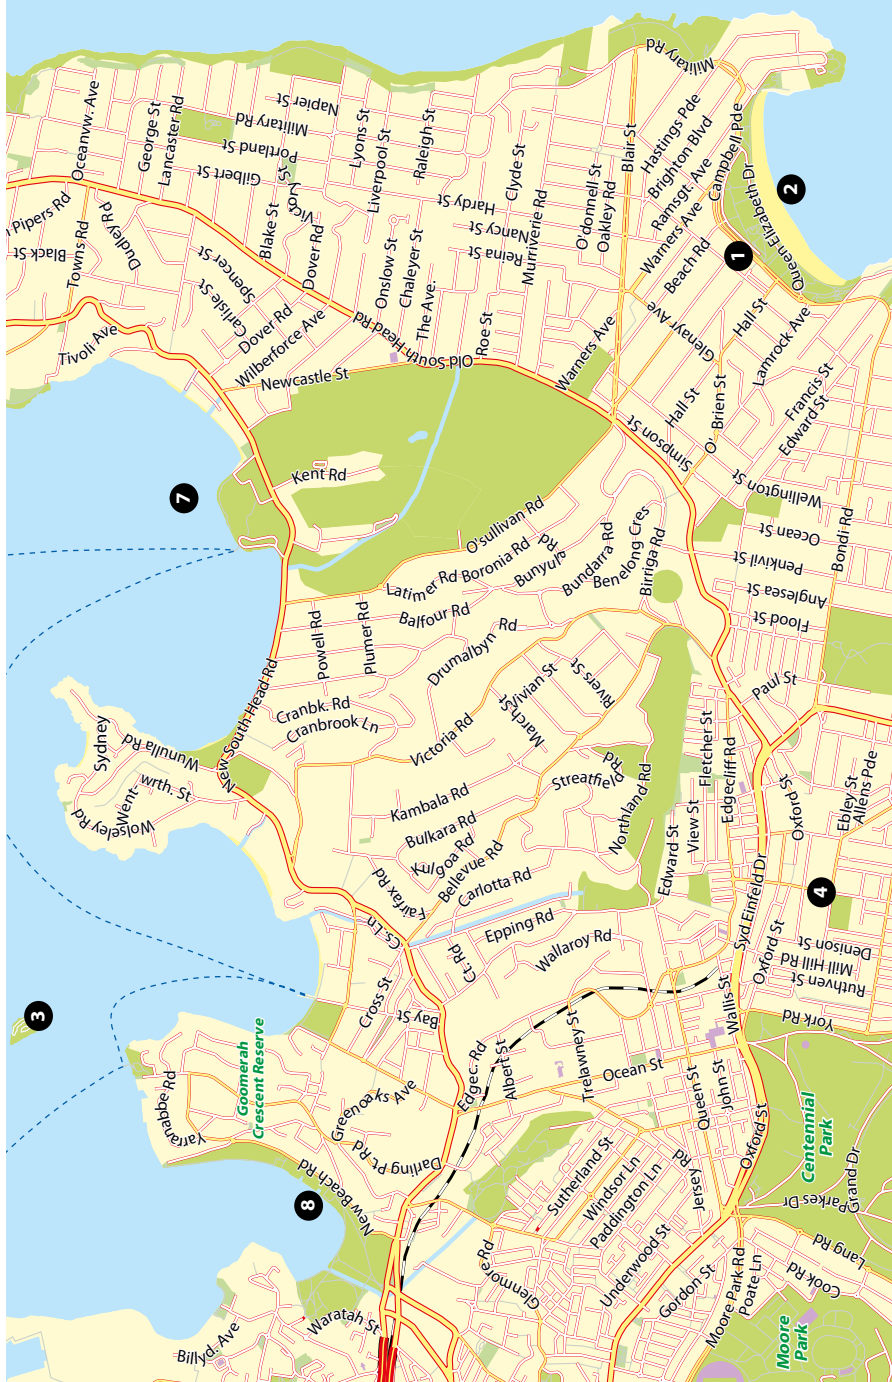 Military Rd
Oceanvw. Ave
George St
Lancaster Rd
Napier St
Military Rd
Portland St
Gilbert St
Lyons St
Liverpool St
Raleigh St
Clyde St
Blair St
Hastings Pde
Brighton Blvd
Ramsgt. Ave
Campbell Pde
Queen Elizabeth Dr
2
Pipers Rd
Black St
Towns Rd
Dudley Rd
Victory St
Blake St
Dover Rd
Hardy St
Nancy St
Reina St
Murriverie Rd
O'donnell St
Oakley Rd
Warners Ave
Beach Rd
1
Spencer St
Carlisle St
Onslow St
Chaleyer St
The Ave.
Tivoli Ave
Dover Rd
Wilberforce Ave
Newcastle St
Old South Head Rd
Roe St
Warners Ave
Glenayr Ave
Hall St
Lamrock Ave
Hall St
O' Brien St
Francis St
Edward St
Simpson St
Wellington St
Kent Rd
7
O'sullivan Rd
Ocean St
Bondi Rd
Penkivil St
Anglesea St
Flood St
Latimer Rd
Boronia Rd
Bunyula Rd
Bundarra Rd
Benelong Cres
Birriga Rd
Balfour Rd
Powell Rd
Plumer Rd
Drumalbyn Rd
New South Head Rd
Cranbk. Rd
Cranbrook Ln
Victoria Rd
March St
Vivian St
Rivers St
Paul St
Sydney
Wunulla Rd
Went-
wrth. St
Wolseley Rd
Kambala Rd
Bulkara Rd
Kulgoa Rd
Bellevue Rd
Streatfield Rd
Northland Rd
Fletcher St
Edgecliff Rd
View St
Edward St
Oxford St
Ebley St
Allens Pde
Fairfax Rd
Carlotta Rd
Cs. Ln
Ct. Rd
Epping Rd
Wallaroy Rd
Syd Einfeld Dr
4
Oxford St
Denison St
Mill Hill Rd
Ruthven St
Wallis St
York Rd
3
Cross St
Bay St
Goomerah
Crescent Reserve
Yarranabbe Rd
Greenoaks Ave
Edgec. Rd
Albert St
Trelawney St
Ocean St
Queen St
John St
Oxford St
Centennial
Park
Darling Pt Rd
New Beach Rd
8
Sutherland St
Windsor Ln
Paddington Ln
Jersey Rd
Parkes Dr
Grand Dr
Glenmore Rd
Underwood St
Gordon St
Moore Park Rd
Poate Ln
Cook Rd
Lang Rd
Waratah St
Billyd. Ave
Moore
Park